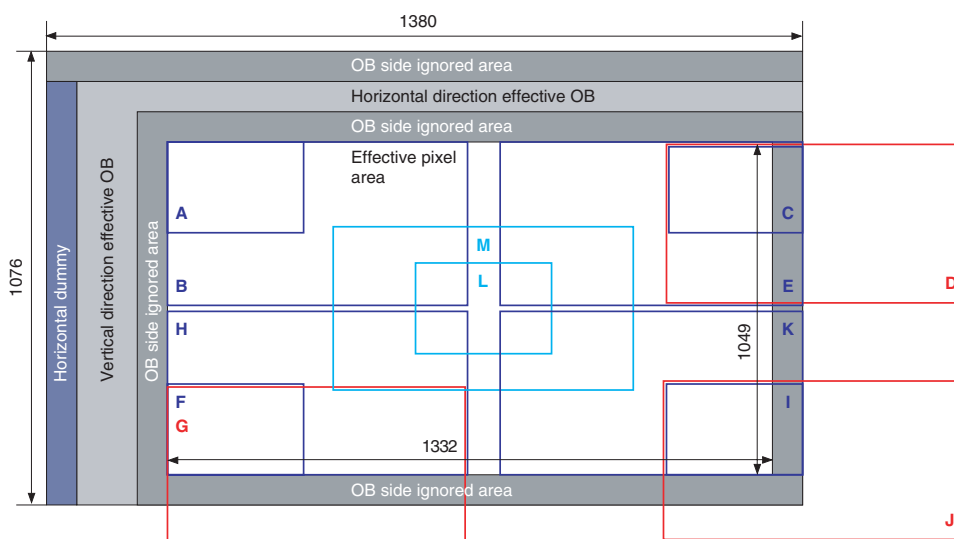 1380
OB side ignored area
Horizontal direction effective OB
OB side ignored area
Effective pixel
area
A
C
M
L
B
E
D
H
K
F
G
I
J
1076
Horizontal dummy
Vertical direction effective OB
OB side ignored area
1049
1332
OB side ignored area